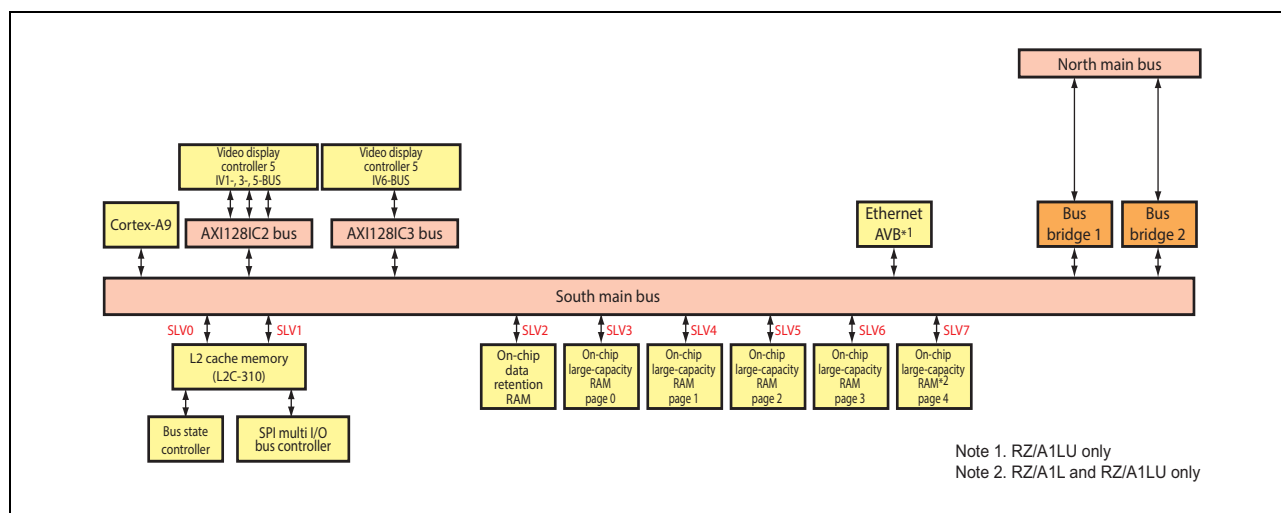 North main bus
Video display
controller 5
IV1-, 3-, 5-BUS
Video display
controller 5
IV6-BUS
Cortex-A9
AXI128IC2 bus
AXI128IC3 bus
Ethernet
AVB*1
Bus
bridge 1
Bus
bridge 2
South main bus
SLV0
SLV1
SLV2
SLV3
SLV4
SLV5
SLV6
SLV7
L2 cache memory
(L2C-310)
On-chip
data
retention
RAM
On-chip
large-capacity
RAM
page 0
On-chip
large-capacity
RAM
page 1
On-chip
large-capacity
RAM
page 2
On-chip
large-capacity
RAM
page 3
On-chip
large-capacity
RAM*2
page 4
Bus state
controller
SPI multi I/O
bus controller
Note 1. RZ/A1LU only
Note 2. RZ/A1L and RZ/A1LU only